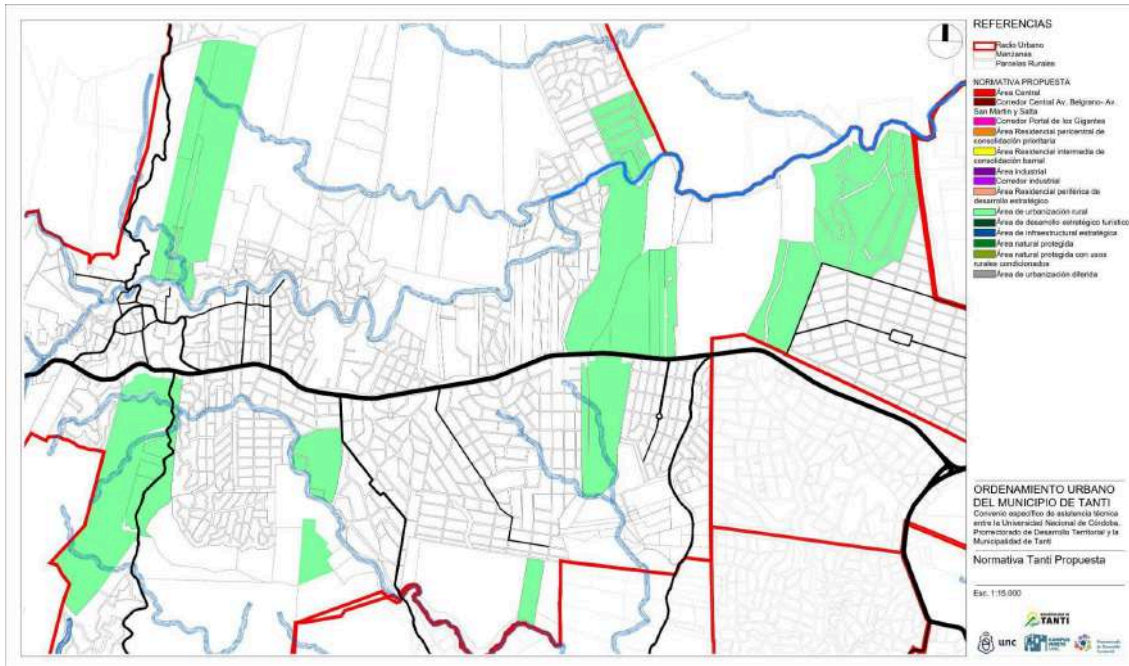 REFERENCIAS
Radio Urbano
Manzanas
Parcelas Rurales
NORMATIVA PROPUESTA
Área Central
Corredor Central Av. Belgrano- Av.
San Martín y Salta
Corredor Portal de los Gigantes
Área Residencial pericentral de
consolidación prioritaria
Área Residencial intermedia de
consolidación barrial
Área industrial
Corredor industrial
Área Residencial periférica de
desarrollo estratégico
Área de urbanización rural
Área de desarrollo estratégico turístico
Área de infraestructural estratégica
Área natural protegida
Área natural protegida con usos
rurales condicionados
Área de urbanización diferida
ORDENAMIENTO URBANO
DEL MUNICIPIO DE TANTI
Convenio específico de asistencia técnica
entre la Universidad Nacional de Córdoba,
Prorrectorado de Desarrollo Territorial y la
Municipalidad de Tanti
Normativa Tanti Propuesta
Esc. 1:15.000
TANTI
unc